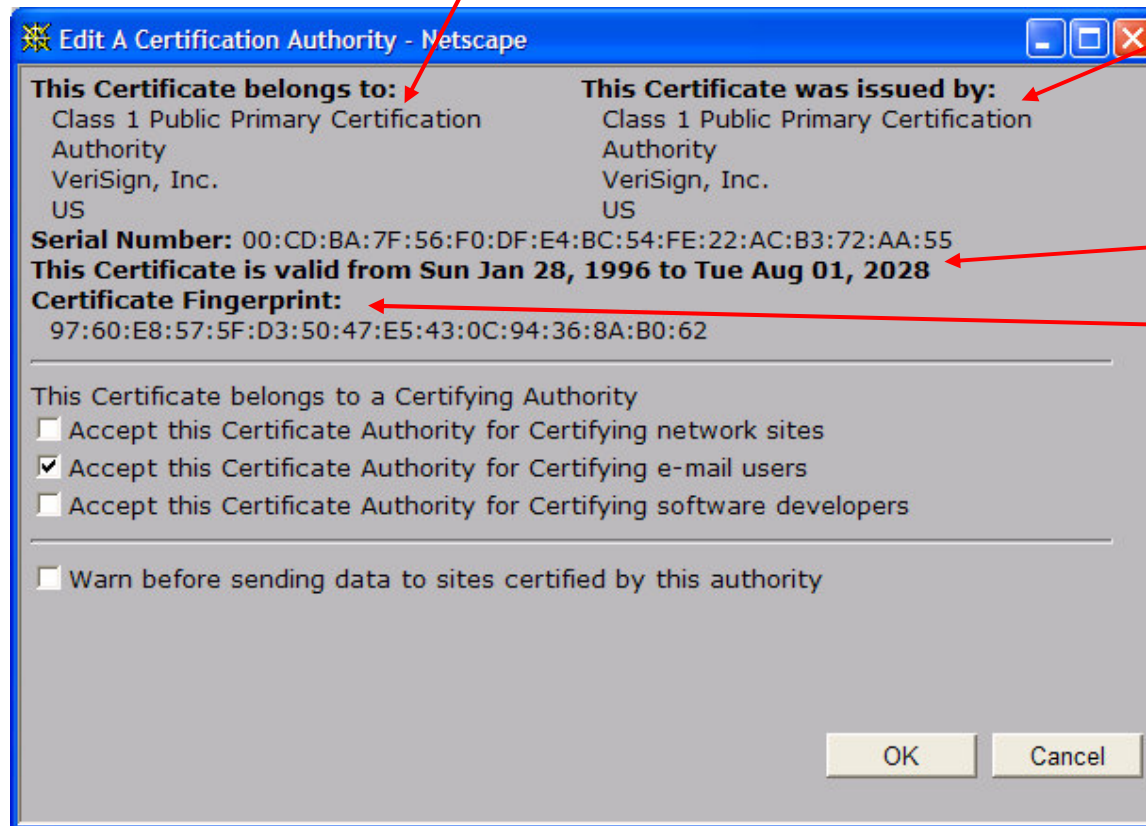 Edit A Certification Authority - Netscape
This Certificate belongs to: This Certificate was issued by:
Class 1 Public Primary Certification Class 1 Public Primary Certification
Authority Authority
VeriSign, Inc. VeriSign, Inc.
US US
Serial Number: 00:CD:BA:7F:56:F0:DF:E4:BC:54:FE:22:AC:B3:72:AA:55
This Certificate is valid from Sun Jan 28, 1996 to Tue Aug 01, 2028
Certificate Fingerprint:
97:60:E8:57:5F:D3:50:47:E5:43:0C:94:36:8A:B0:62
This Certificate belongs to a Certifying Authority
Accept this Certificate Authority for Certifying network sites
Accept this Certificate Authority for Certifying e-mail users
Accept this Certificate Authority for Certifying software developers
Warn before sending data to sites certified by this authority
OK Cancel